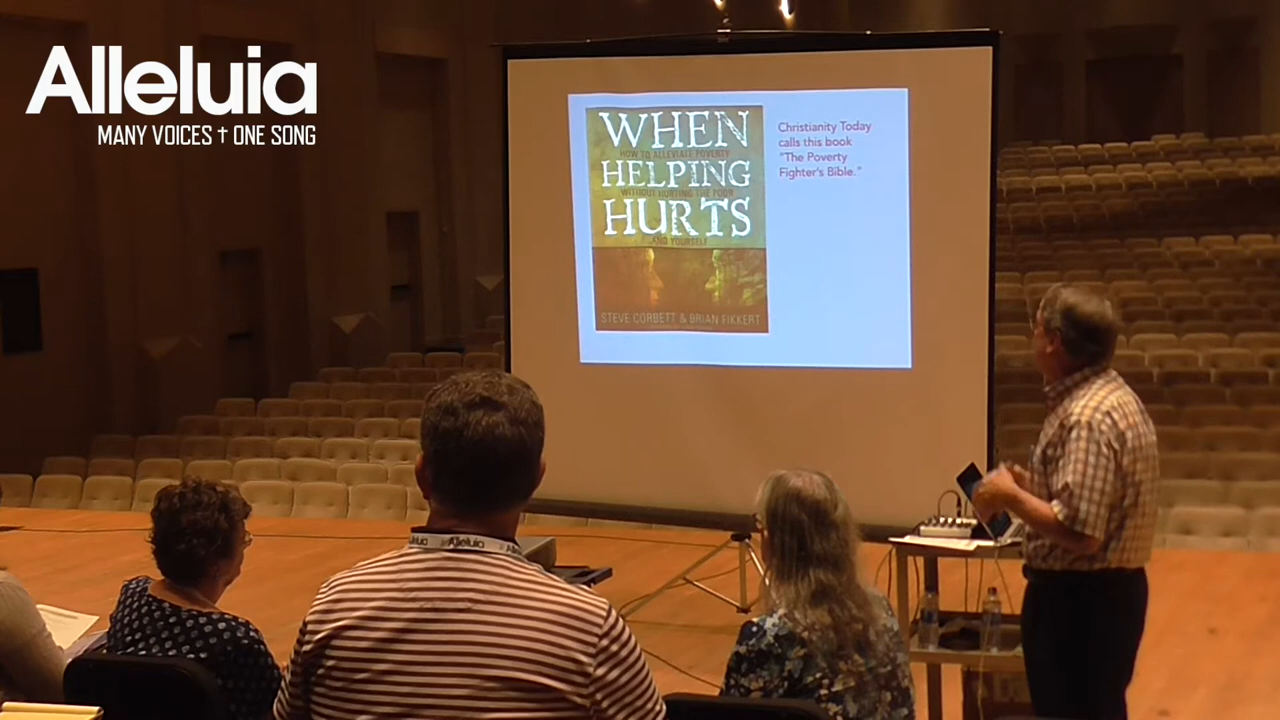 Alleluia
MANY VOICES † ONE SONG
WHEN
HOW TO ALLEVIATE POVERTY
HELPING
WITHOUT HURTING THE POOR
HURTS
...AND YOURSELF
STEVE CORBETT & BRIAN FIKKERT
Christianity Today
calls this book
"The Poverty
Fighter's Bible."
Alleluia